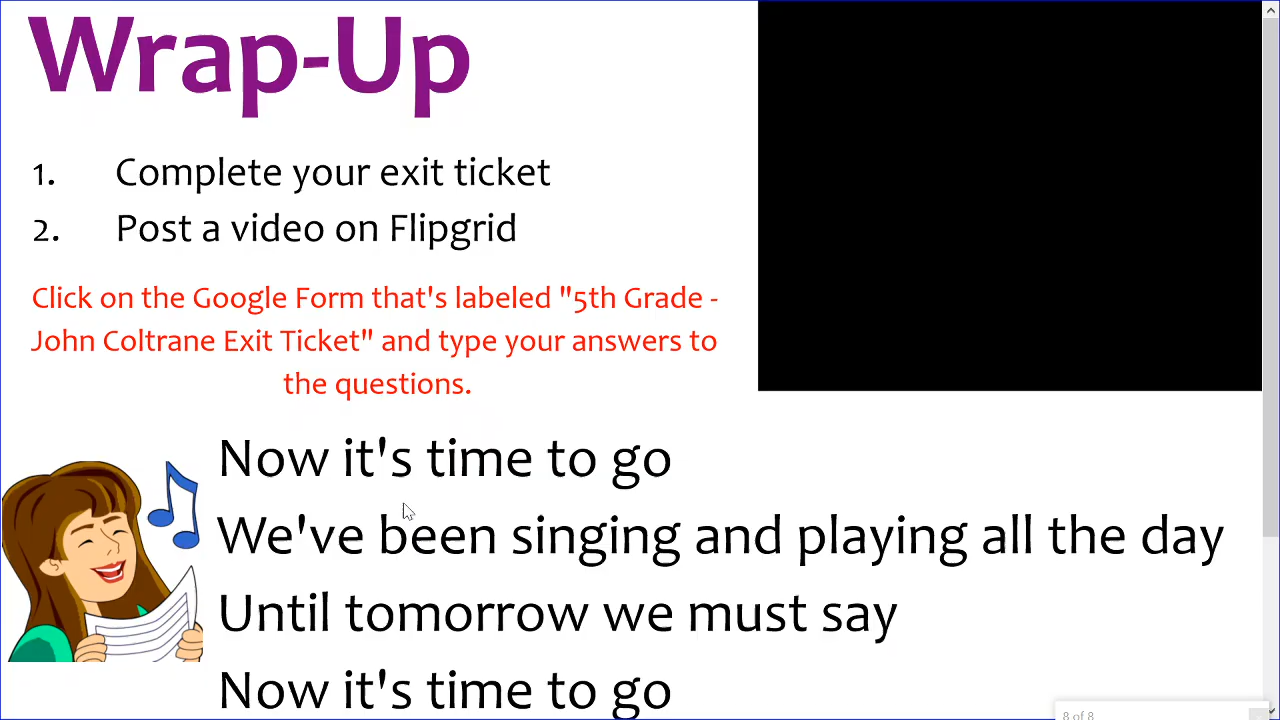 Wrap-Up
1. Complete your exit ticket
2. Post a video on Flipgrid
Click on the Google Form that's labeled "5th Grade -
John Coltrane Exit Ticket" and type your answers to
the questions.
Now it's time to go
We've been singing and playing all the day
Until tomorrow we must say
Now it's time to go
8 of 8